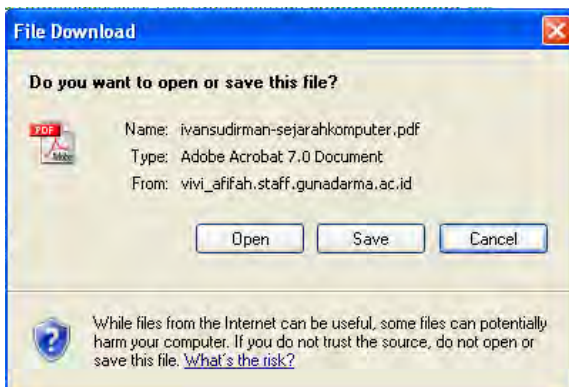 File Download
Do you want to open or save this file?
PDF
Adobe
Name: ivansudirman-sejarahkomputer.pdf
Type: Adobe Acrobat 7.0 Document
From: vivi_afifah.staff.gunadarma.ac.id
Open Save Cancel
While files from the Internet can be useful, some files can potentially
harm your computer. If you do not trust the source, do not open or
save this file. What's the risk?